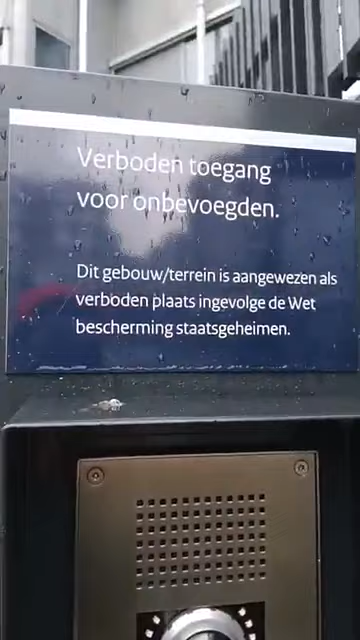 Verboden toegang
voor onbevoegden.
Dit gebouw/terrein is aangewezen als
verboden plaats ingevolge de Wet
bescherming staatsgeheimen.